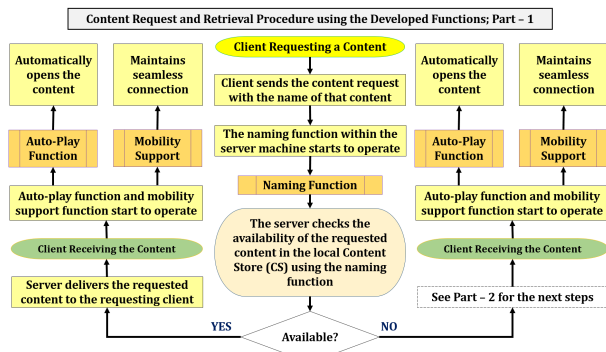 Content Request and Retrieval Procedure using the Developed Functions; Part – 1
Client Requesting a Content
Client sends the content request
with the name of that content
The naming function within the
server machine starts to operate
Naming Function
The server checks the
availability of the requested
content in the local Content
Store (CS) using the naming
function
Available?
YES
NO
Server delivers the requested
content to the requesting client
Client Receiving the Content
Auto-play function and mobility
support function start to operate
Auto-Play
Function
Mobility
Support
Automatically
opens the
content
Maintains
seamless
connection
See Part – 2 for the next steps
Client Receiving the Content
Auto-play function and mobility
support function start to operate
Auto-Play
Function
Mobility
Support
Automatically
opens the
content
Maintains
seamless
connection